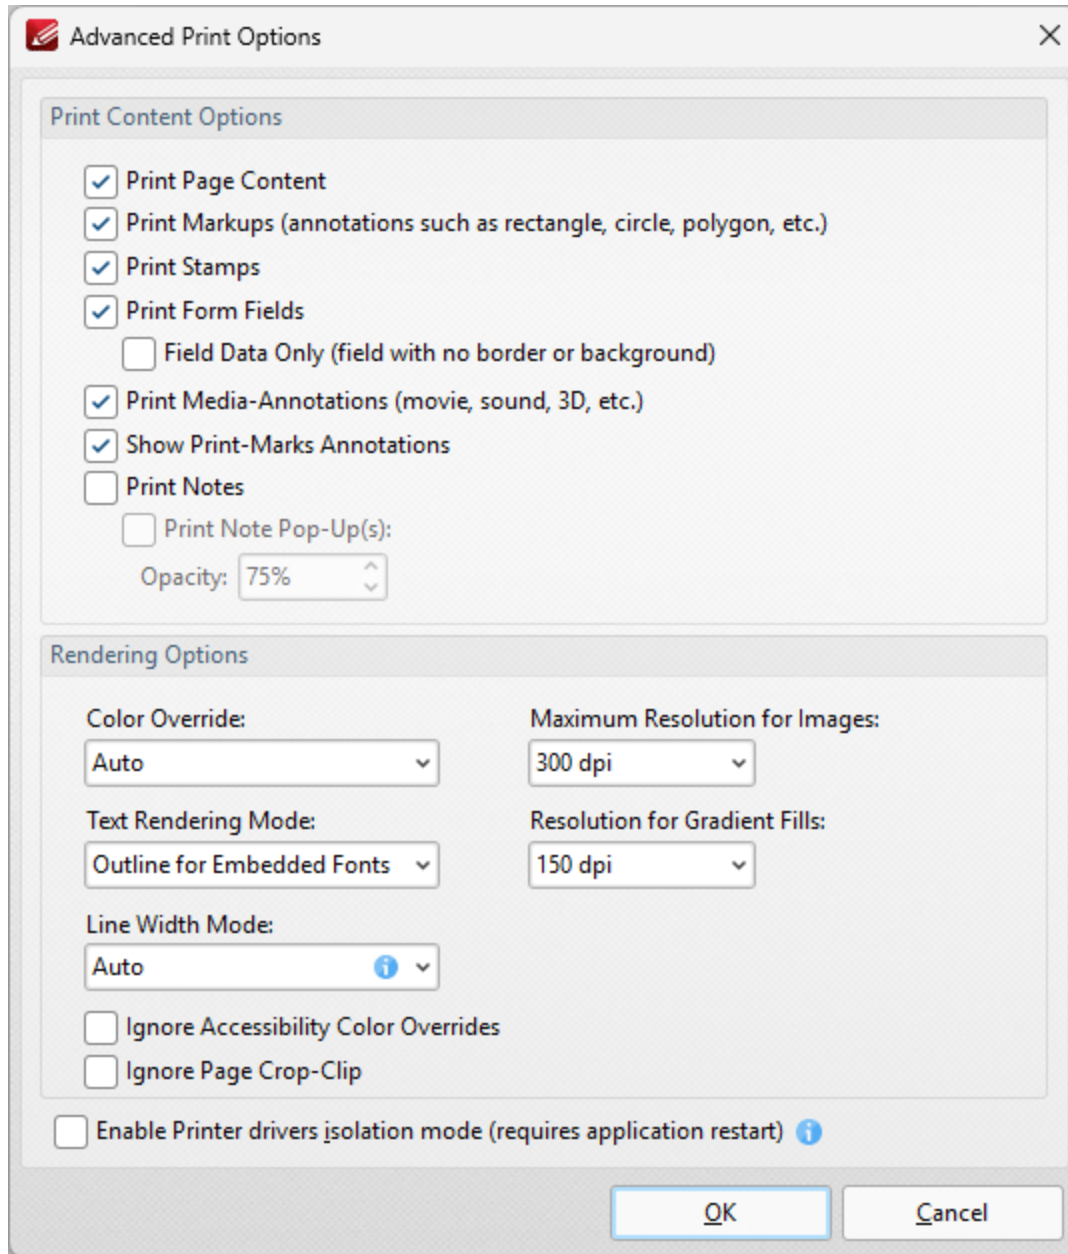 Advanced Print Options
Print Content Options
Print Page Content
Print Markups (annotations such as rectangle, circle, polygon, etc.)
Print Stamps
Print Form Fields
Field Data Only (field with no border or background)
Print Media-Annotations (movie, sound, 3D, etc.)
Show Print-Marks Annotations
Print Notes
Print Note Pop-Up(s):
Opacity: 75%
Rendering Options
Color Override:
Auto
Maximum Resolution for Images:
300 dpi
Text Rendering Mode:
Outline for Embedded Fonts
Resolution for Gradient Fills:
150 dpi
Line Width Mode:
Auto
Ignore Accessibility Color Overrides
Ignore Page Crop-Clip
Enable Printer drivers isolation mode (requires application restart)
OK
Cancel